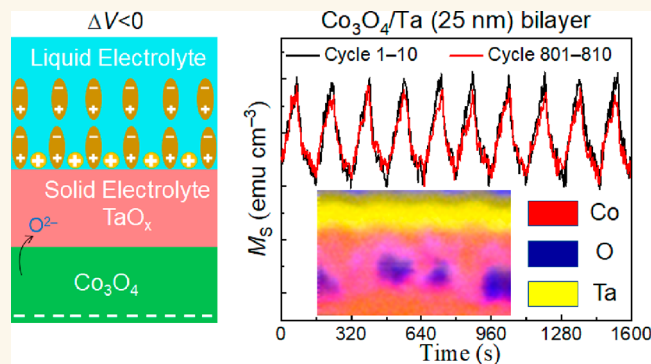 ΔV<0
Liquid Electrolyte
Solid Electrolyte
TaOₓ
O²⁻
Co₃O₄
Co₃O₄/Ta (25 nm) bilayer
Cycle 1–10
Cycle 801–810
Mₛ (emu cm⁻³)
Co
O
Ta
0 320 640 960 1280 1600
Time (s)